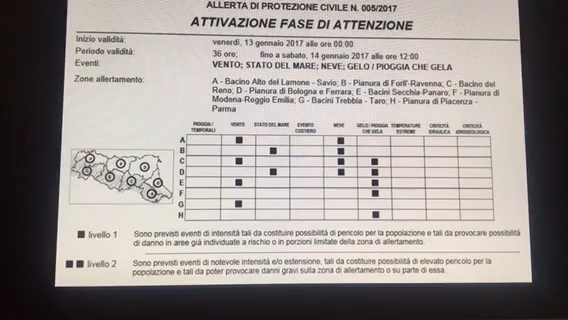 ALLERTA DI PROTEZIONE CIVILE N. 005/2017
ATTIVAZIONE FASE DI ATTENZIONE
Inizio validità: venerdì, 13 gennaio 2017 alle ore 00:00
Periodo validità: 36 ore; fino a sabato, 14 gennaio 2017 alle ore 12:00
Eventi: VENTO; STATO DEL MARE; NEVE; GELO / PIOGGIA CHE GELA
Zone allertamento: A - Bacino Alto del Lamone - Savio; B - Pianura di Forlì'-Ravenna; C - Bacino del
Reno; D - Pianura di Bologna e Ferrara; E - Bacini Secchia-Panaro; F - Pianura di
Modena-Reggio Emilia; G - Bacini Trebbia - Taro; H - Pianura di Piacenza -
Parma
PIOGGIA / TEMPORALI VENTO STATO DEL MARE EVENTO COSTIERO NEVE GELO / PIOGGIA CHE GELA TEMPERATURE ESTREME CRITICITÀ IDRAULICA CRITICITÀ IDROGEOLOGICA
A
B
C
D
E
F
G
H
livello 1 Sono previsti eventi di intensità tali da costituire possibilità di pericolo per la popolazione e tali da provocare possibilità
di danno in aree già individuate a rischio o in porzioni limitate della zona di allertamento.
livello 2 Sono previsti eventi di notevole intensità e/o estensione, tali da costituire possibilità di elevato pericolo per la
popolazione e tali da poter provocare danni gravi sulla zona di allertamento o su parte di essa.